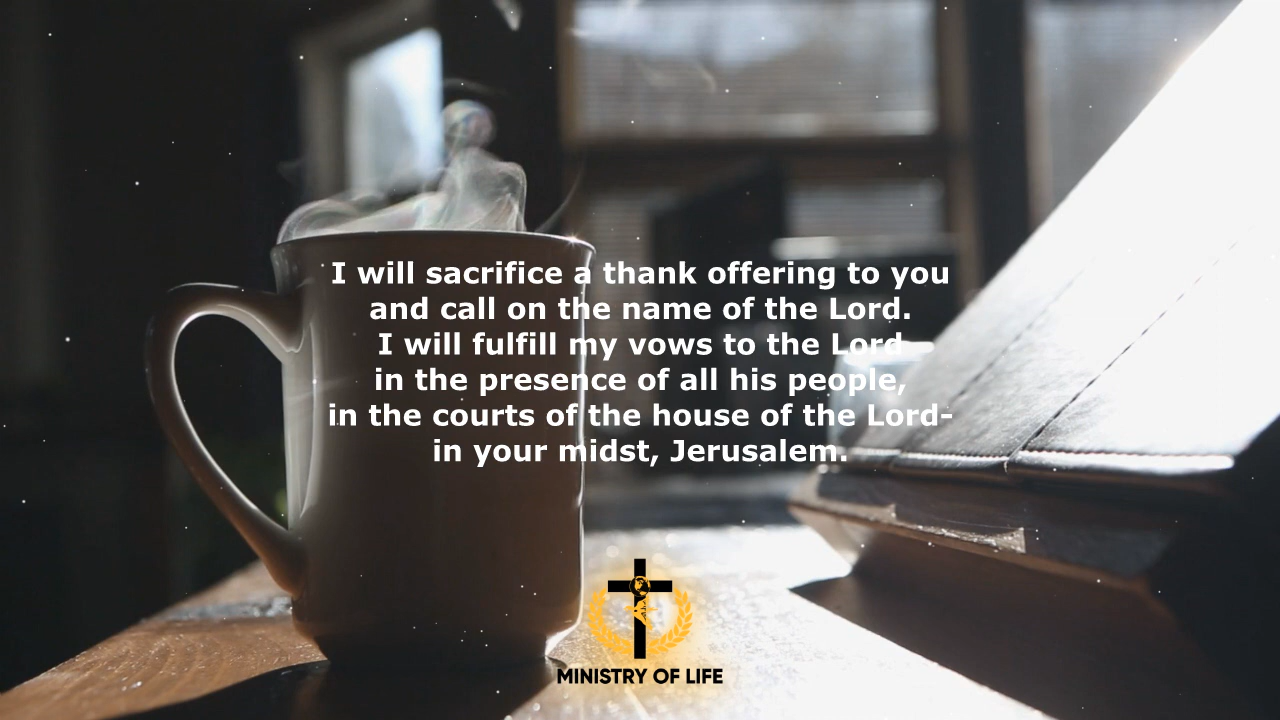 I will sacrifice a thank offering to you
and call on the name of the Lord.
I will fulfill my vows to the Lord
in the presence of all his people,
in the courts of the house of the Lord-
in your midst, Jerusalem.
MINISTRY OF LIFE